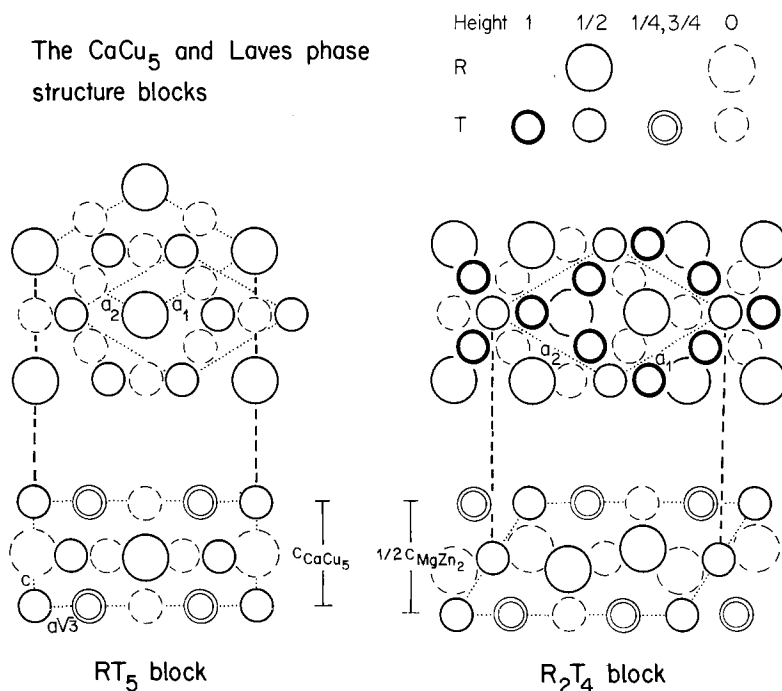 The CaCu5 and Laves phase
structure blocks
Height 1 1/2 1/4, 3/4 0
R
T
a2 a1
a2 a1
CCaCu5
1/2 CMgZn2
c
a√3
RT5 block
R2T4 block